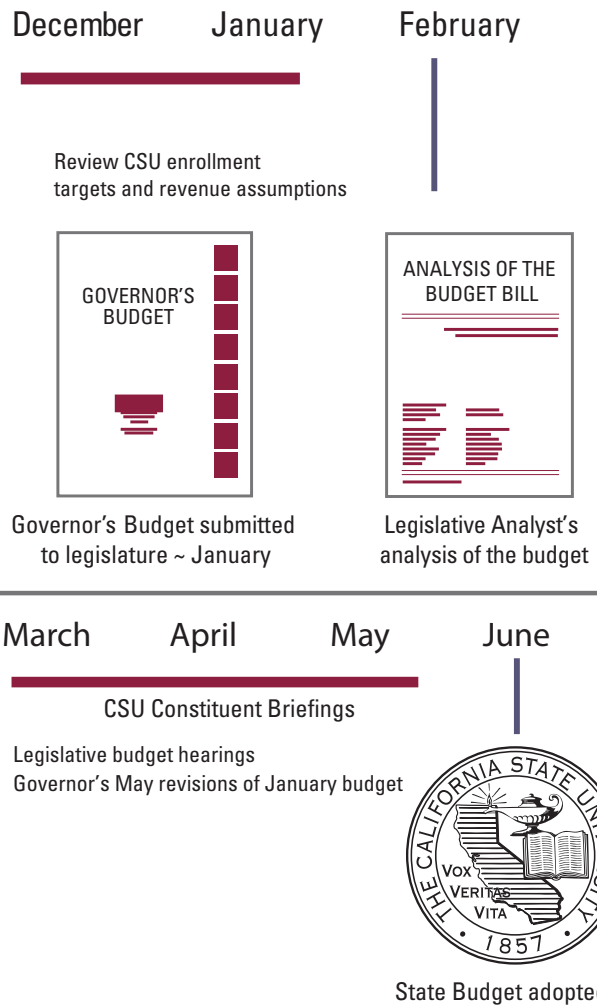 December January February
Review CSU enrollment
targets and revenue assumptions
GOVERNOR'S
BUDGET
ANALYSIS OF THE
BUDGET BILL
Governor's Budget submitted
to legislature ~ January
Legislative Analyst's
analysis of the budget
March April May June
CSU Constituent Briefings
Legislative budget hearings
Governor's May revisions of January budget
THE CALIFORNIA STATE
VOX
VERITAS
VITA
1857
State Budget adopted